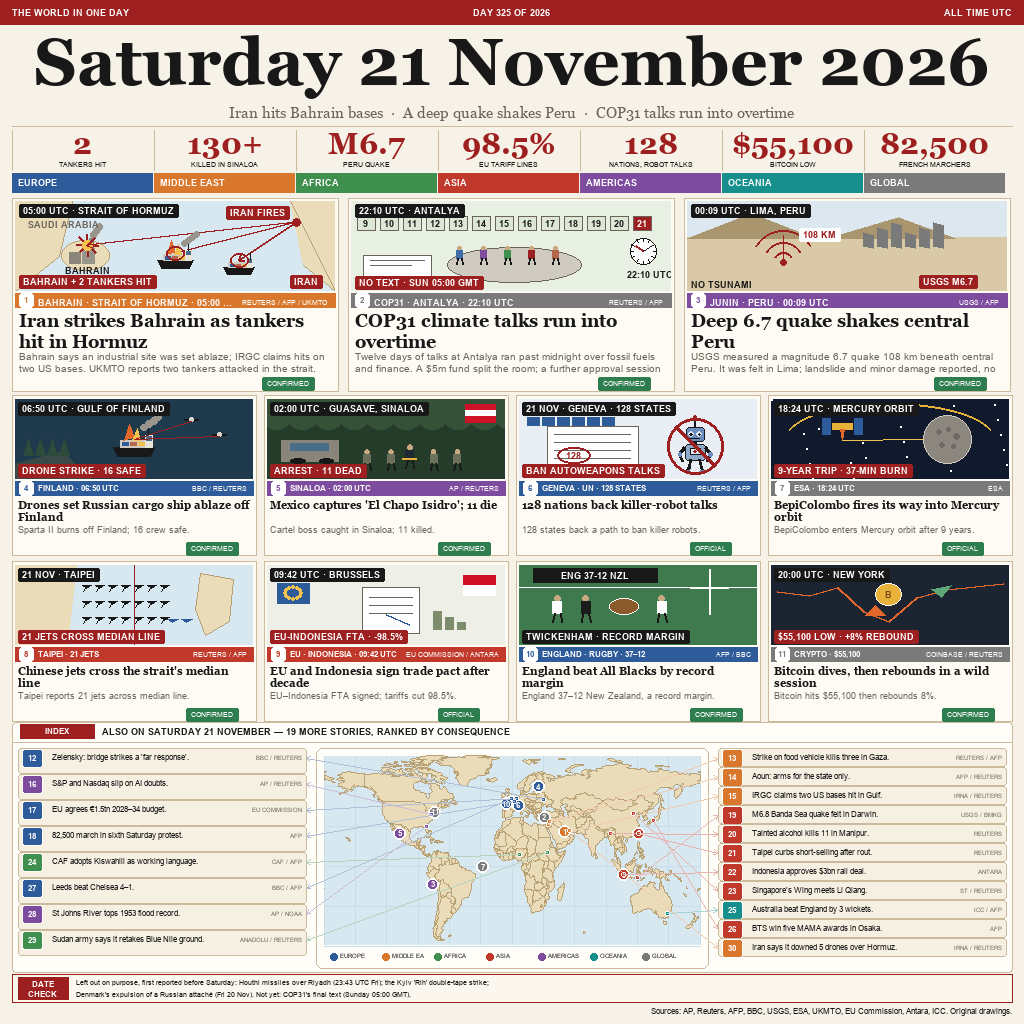 THE WORLD IN ONE DAY
DAY 325 OF 2026
ALL TIME UTC
Saturday 21 November 2026
Iran hits Bahrain bases · A deep quake shakes Peru · COP31 talks run into overtime
2
TANKERS HIT
130+
KILLED IN SINALOA
M6.7
PERU QUAKE
98.5%
EU TARIFF LINES
128
NATIONS, ROBOT TALKS
$55,100
BITCOIN LOW
82,500
FRENCH MARCHERS
EUROPE
MIDDLE EAST
AFRICA
ASIA
AMERICAS
OCEANIA
GLOBAL
05:00 UTC · STRAIT OF HORMUZ
SAUDI ARABIA
IRAN FIRES
BAHRAIN
BAHRAIN + 2 TANKERS HIT
IRAN
1 BAHRAIN · STRAIT OF HORMUZ · 05:00 ... REUTERS / AFP / UKMTO
Iran strikes Bahrain as tankers
hit in Hormuz
Bahrain says an industrial site was set ablaze; IRGC claims hits on
two US bases. UKMTO reports two tankers attacked in the strait.
CONFIRMED
22:10 UTC · ANTALYA
9 10 11 12 13 14 15 16 17 18 19 20 21
22:10 UTC
NO TEXT · SUN 05:00 GMT
2 COP31 · ANTALYA · 22:10 UTC REUTERS / AFP
COP31 climate talks run into
overtime
Twelve days of talks at Antalya ran past midnight over fossil fuels
and finance. A $5m fund split the room; a further approval session
CONFIRMED
00:09 UTC · LIMA, PERU
108 KM
NO TSUNAMI
USGS M6.7
3 JUNIN · PERU · 00:09 UTC USGS / AFP
Deep 6.7 quake shakes central
Peru
USGS measured a magnitude 6.7 quake 108 km beneath central
Peru. It was felt in Lima; landslide and minor damage reported, no
CONFIRMED
06:50 UTC · GULF OF FINLAND
DRONE STRIKE · 16 SAFE
4 FINLAND · 06:50 UTC BBC / REUTERS
Drones set Russian cargo ship ablaze off
Finland
Sparta II burns off Finland; 16 crew safe.
CONFIRMED
02:00 UTC · GUASAVE, SINALOA
ARREST · 11 DEAD
5 SINALOA · 02:00 UTC AP / REUTERS
Mexico captures 'El Chapo Isidro'; 11 die
Cartel boss caught in Sinaloa; 11 killed.
CONFIRMED
21 NOV · GENEVA · 128 STATES
128
BAN AUTOWEAPONS TALKS
6 GENEVA · UN · 128 STATES REUTERS
128 nations back killer-robot talks
128 states back a path to ban killer robots.
OFFICIAL
18:24 UTC · MERCURY ORBIT
9-YEAR TRIP · 37-MIN BURN
7 ESA · 18:24 UTC ESA
BepiColombo fires its way into Mercury
orbit
BepiColombo enters Mercury orbit after 9 years.
OFFICIAL
21 NOV · TAIPEI
21 JETS CROSS MEDIAN LINE
8 TAIPEI · 21 JETS REUTERS / AFP
Chinese jets cross the strait's median
line
Taipei reports 21 jets across median line.
CONFIRMED
09:42 UTC · BRUSSELS
EU-INDONESIA FTA · -98.5%
9 EU · INDONESIA · 09:42 UTC EU COMMISSION / ANTARA
EU and Indonesia sign trade pact after
decade
EU–Indonesia FTA signed; tariffs cut 98.5%.
OFFICIAL
ENG 37-12 NZL
TWICKENHAM · RECORD MARGIN
10 ENGLAND · RUGBY · 37–12 AFP / BBC
England beat All Blacks by record
margin
England 37–12 New Zealand, a record margin.
CONFIRMED
20:00 UTC · NEW YORK
B
$55,100 LOW · +8% REBOUND
11 CRYPTO · $55,100 COINBASE / REUTERS
Bitcoin dives, then rebounds in a wild
session
Bitcoin hits $55,100 then rebounds 8%.
CONFIRMED
INDEX
ALSO ON SATURDAY 21 NOVEMBER — 19 MORE STORIES, RANKED BY CONSEQUENCE
12 Zelensky: bridge strikes a 'far response'. BBC / REUTERS
16 S&P and Nasdaq slip on AI doubts. AP / REUTERS
17 EU agrees €1.5tn 2028–34 budget. EU COMMISSION
18 82,500 march in sixth Saturday protest. AFP
24 CAF adopts Kiswahili as working language. CAF / AFP
27 Leeds beat Chelsea 4–1. BBC / AFP
28 St Johns River tops 1953 flood record. AP / NOAA
29 Sudan army says it retakes Blue Nile ground. ANADOLU / REUTERS
4
6
2
5
3
7
EUROPE
MIDDLE EA
AFRICA
ASIA
AMERICAS
OCEANIA
GLOBAL
13 Strike on food vehicle kills three in Gaza. REUTERS / AFP
14 Aoun: arms for the state only. AFP / REUTERS
15 IRGC claims two US bases hit in Gulf. IRNA / REUTERS
19 M6.8 Banda Sea quake felt in Darwin. USGS / BMKG
20 Tainted alcohol kills 11 in Manipur. REUTERS
21 Taipei curbs short-selling after rout. REUTERS
22 Indonesia approves $3bn rail deal. ANTARA
23 Singapore's Wing meets Li Qiang. ST / REUTERS
25 Australia beat England by 3 wickets. ICC / AFP
26 BTS win five MAMA awards in Osaka. AFP
30 Iran says it downed 5 drones over Hormuz. IRNA / REUTERS
DATE
CHECK
Left out on purpose, first reported before Saturday: Houthi missiles over Riyadh (23:43 UTC Fri); the Kyiv 'Rih' double-tape strike;
Denmark's expulsion of a Russian attaché (Fri 20 Nov). Not yet: COP31's final text (Sunday 05:00 GMT).
Sources: AP, Reuters, AFP, BBC, USGS, ESA, UKMTO, EU Commission, Antara, ICC. Original drawings.